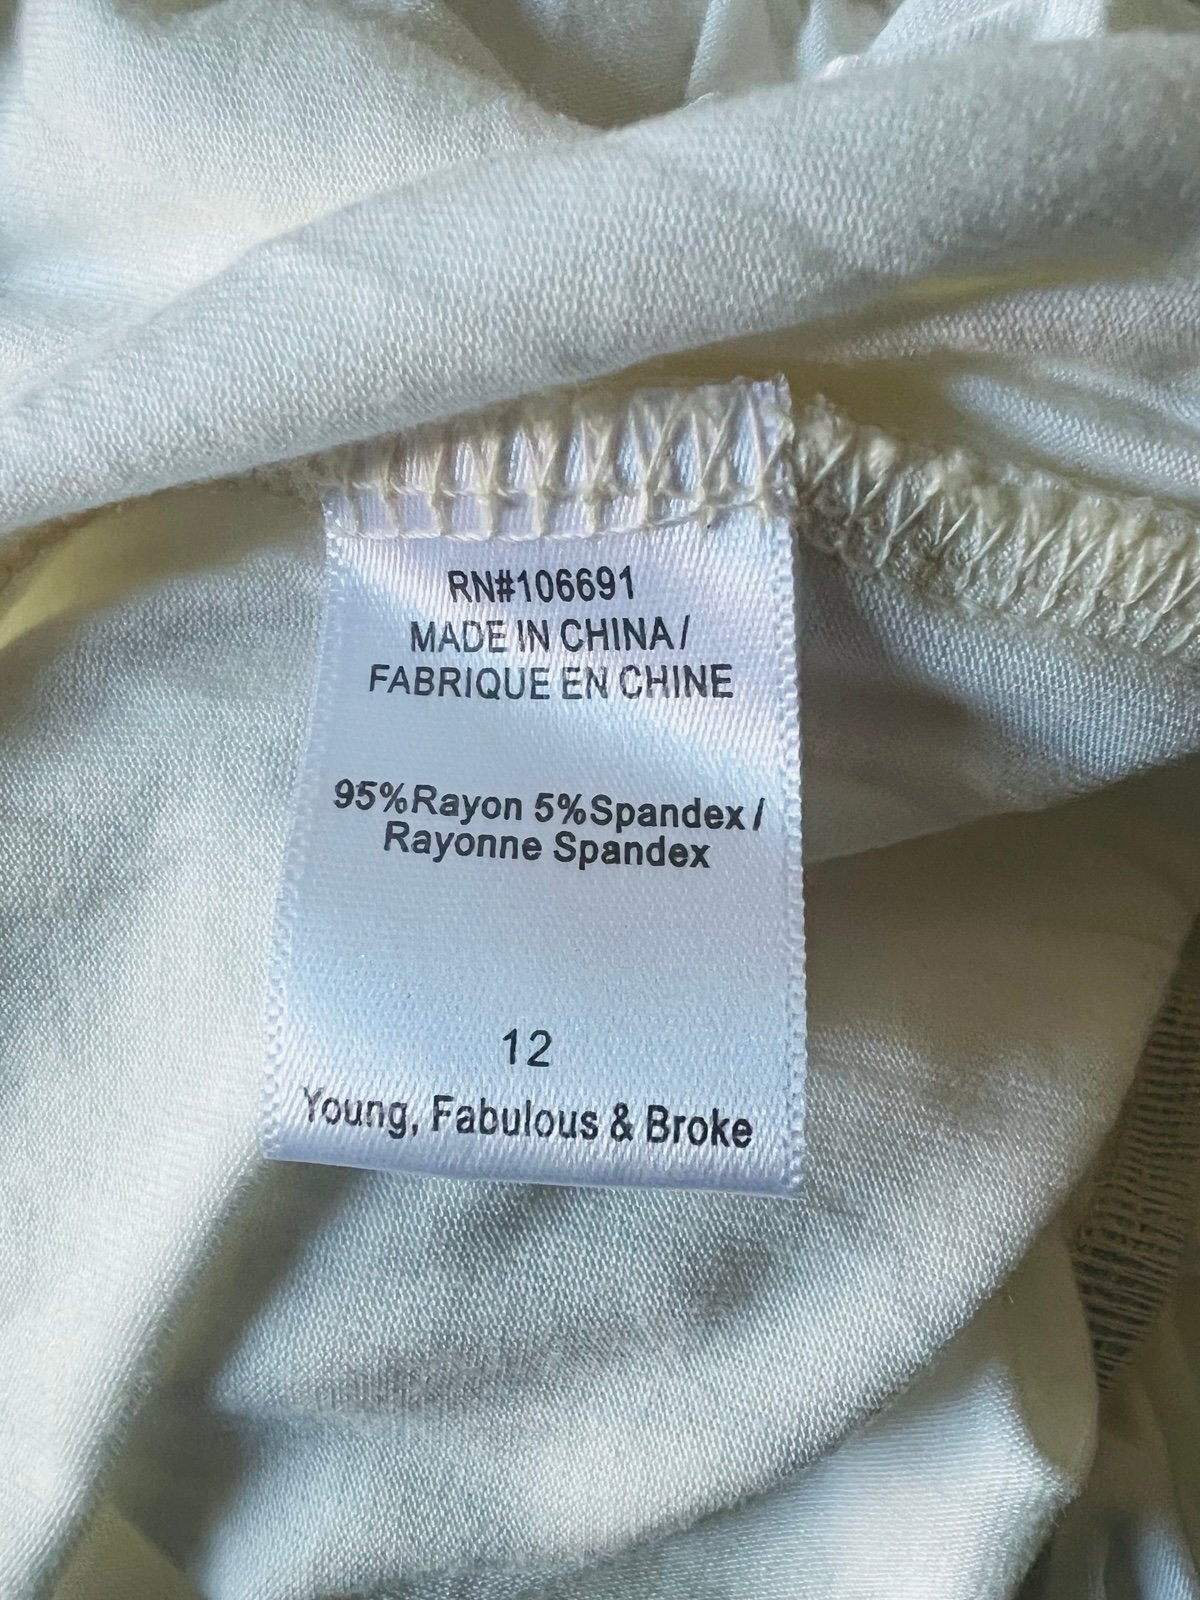 RN#106691
MADE IN CHINA/
FABRIQUE EN CHINE
95%Rayon 5%Spandex/
Rayonne Spandex
12
Young, Fabulous & Broke